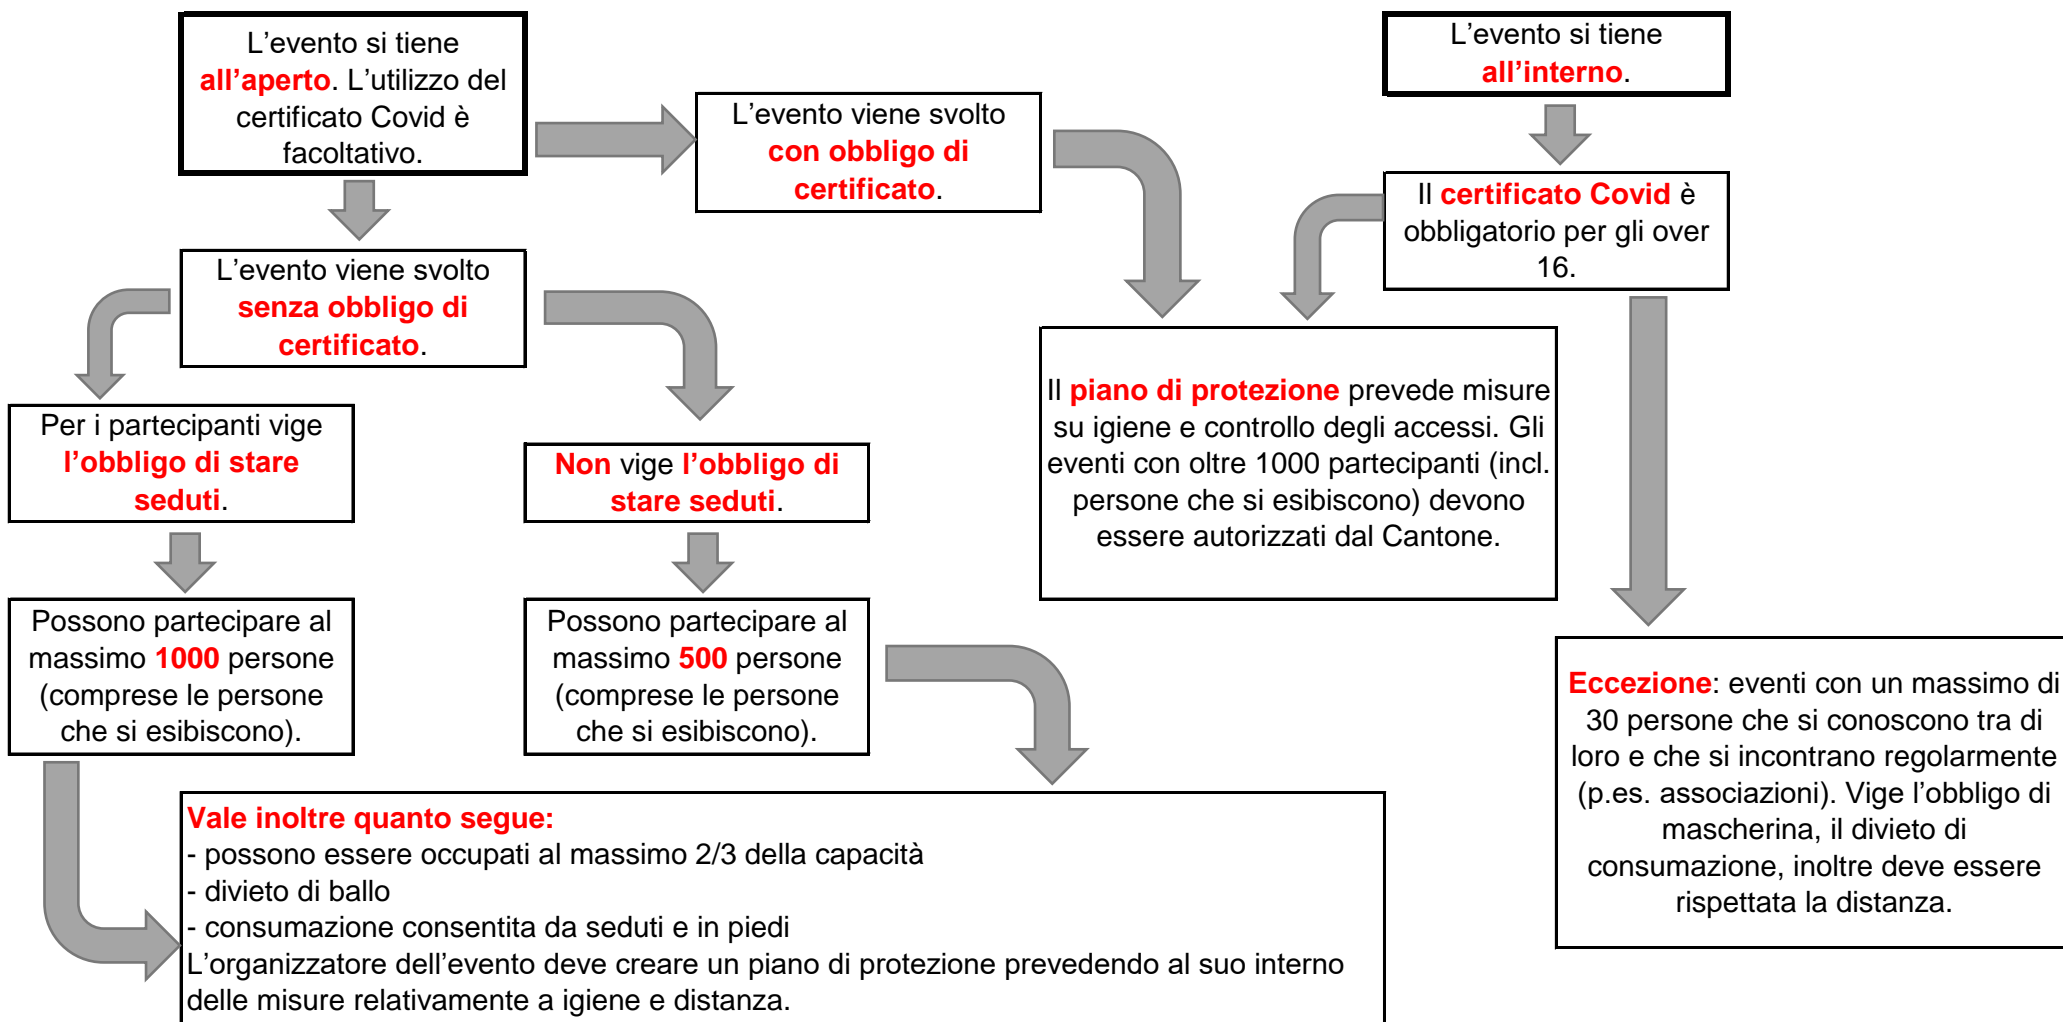 L’evento si tiene
all’aperto. L’utilizzo del
certificato Covid è
facoltativo.
L’evento viene svolto
con obbligo di
certificato.
L’evento si tiene
all’interno.
Il certificato Covid è
obbligatorio per gli over
16.
L’evento viene svolto
senza obbligo di
certificato.
Per i partecipanti vige
l’obbligo di stare
seduti.
Non vige l’obbligo di
stare seduti.
Il piano di protezione prevede misure
su igiene e controllo degli accessi. Gli
eventi con oltre 1000 partecipanti (incl.
persone che si esibiscono) devono
essere autorizzati dal Cantone.
Possono partecipare al
massimo 1000 persone
(comprese le persone
che si esibiscono).
Possono partecipare al
massimo 500 persone
(comprese le persone
che si esibiscono).
Eccezione: eventi con un massimo di
30 persone che si conoscono tra di
loro e che si incontrano regolarmente
(p.es. associazioni). Vige l’obbligo di
mascherina, il divieto di
consumazione, inoltre deve essere
rispettata la distanza.
Vale inoltre quanto segue:
- possono essere occupati al massimo 2/3 della capacità
- divieto di ballo
- consumazione consentita da seduti e in piedi
L’organizzatore dell’evento deve creare un piano di protezione prevedendo al suo interno
delle misure relativamente a igiene e distanza.